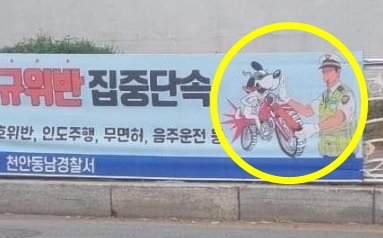 규위반 집중단속
호위반, 인도주행, 무면허, 음주운전 등
천안동남경찰서